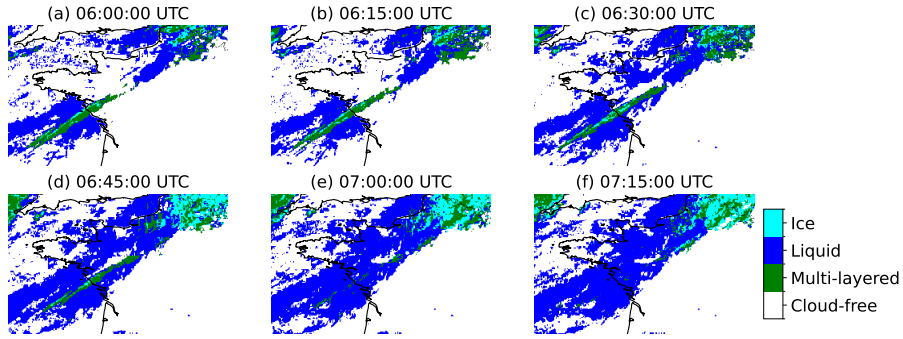 (a) 06:00:00 UTC
(b) 06:15:00 UTC
(c) 06:30:00 UTC
(d) 06:45:00 UTC
(e) 07:00:00 UTC
(f) 07:15:00 UTC
Ice
Liquid
Multi-layered
Cloud-free